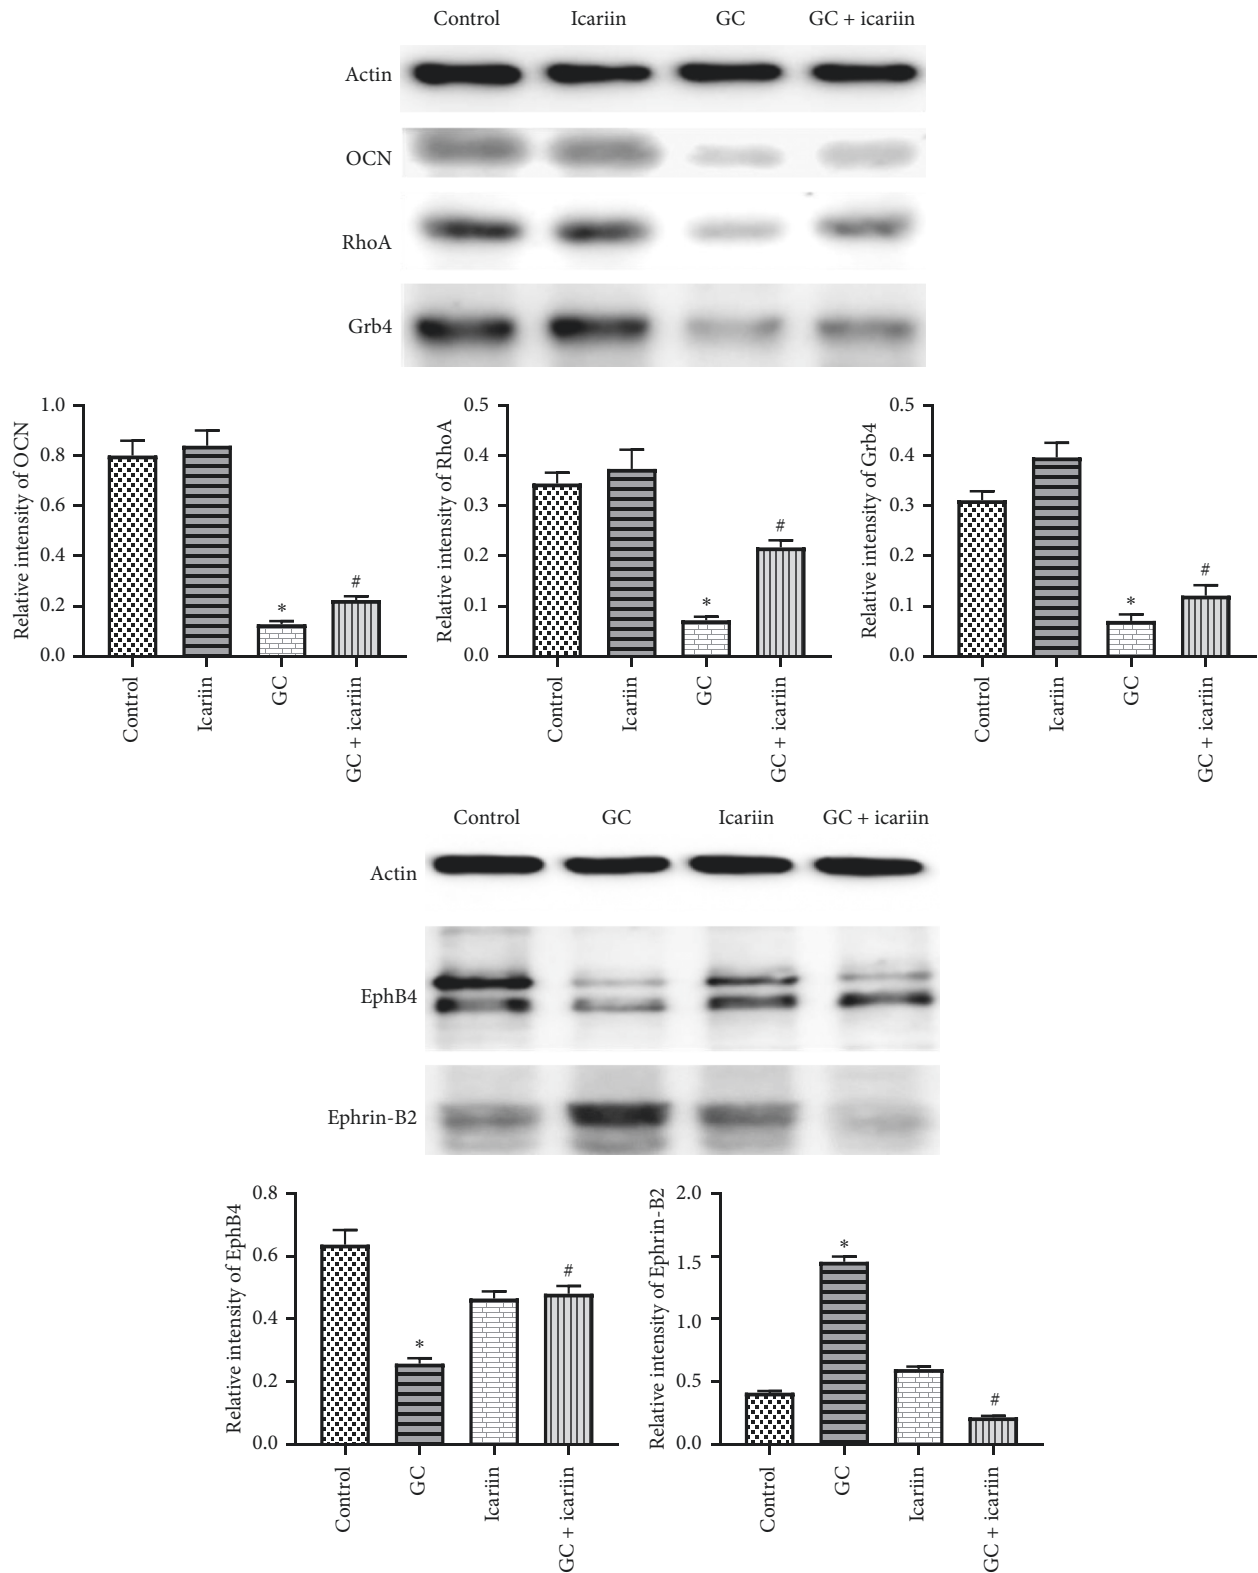 Control Icariin GC GC + icariin
Actin
OCN
RhoA
Grb4
Relative intensity of OCN
1.0
0.8
0.6
0.4
0.2
0.0
*
#
Control
Icariin
GC
GC + icariin
Relative intensity of RhoA
0.5
0.4
0.3
0.2
0.1
0.0
*
#
Control
Icariin
GC
GC + icariin
Relative intensity of Grb4
0.5
0.4
0.3
0.2
0.1
0.0
*
#
Control
Icariin
GC
GC + icariin
Control GC Icariin GC + icariin
Actin
EphB4
Ephrin-B2
Relative intensity of EphB4
0.8
0.6
0.4
0.2
0.0
*
#
Control
GC
Icariin
GC + icariin
Relative intensity of Ephrin-B2
2.0
1.5
1.0
0.5
0.0
*
#
Control
GC
Icariin
GC + icariin